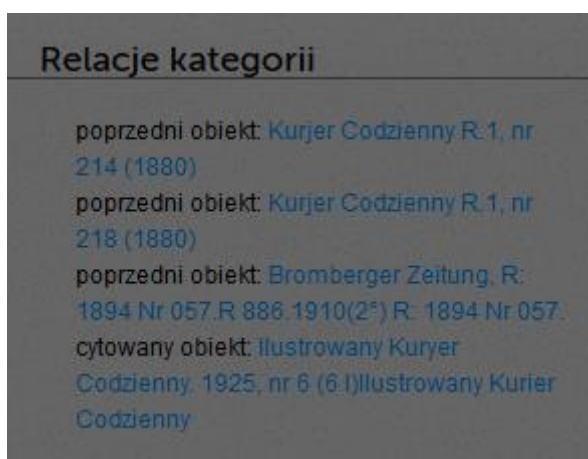 Relacje kategorii
poprzedni obiekt: Kurjer Codzienny R.1, nr
214 (1880)
poprzedni obiekt: Kurjer Codzienny R.1, nr
218 (1880)
poprzedni obiekt: Bromberger Zeitung, R:
1894 Nr 057.R 886.1910(2°) R: 1894 Nr 057.
cytowany obiekt: Ilustrowany Kuryer
Codzienny. 1925, nr 6 (6 I)Ilustrowany Kurier
Codzienny